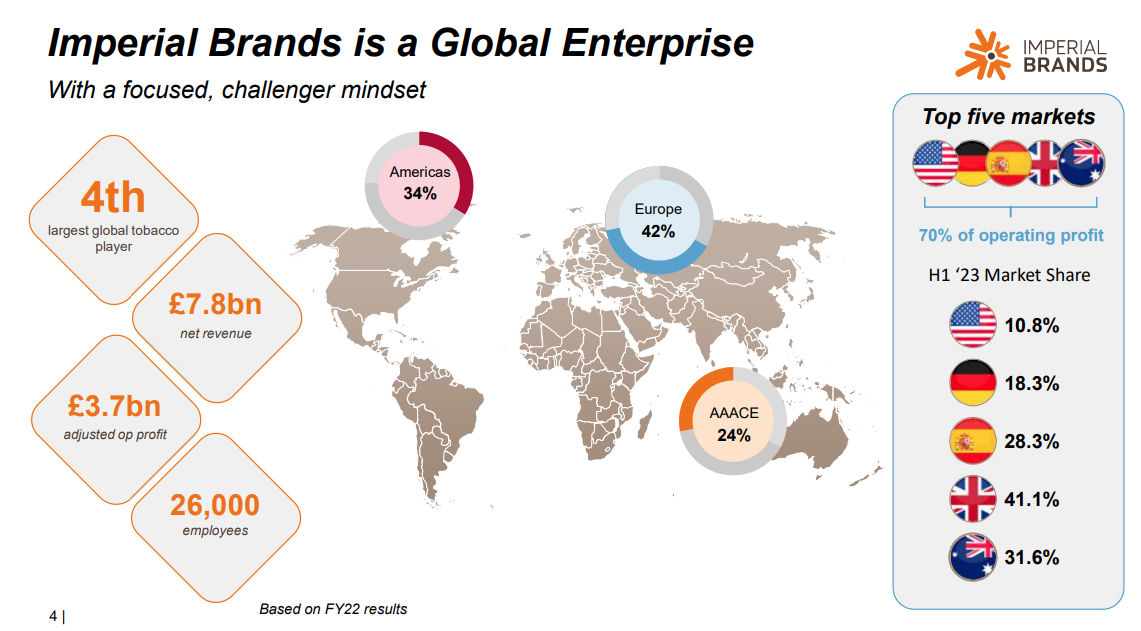 Imperial Brands is a Global Enterprise
With a focused, challenger mindset
IMPERIAL
BRANDS
4th
largest global tobacco
player
£7.8bn
net revenue
£3.7bn
adjusted op profit
26,000
employees
Americas
34%
Europe
42%
AAACE
24%
Top five markets
70% of operating profit
H1 ‘23 Market Share
10.8%
18.3%
28.3%
41.1%
31.6%
Based on FY22 results
4 |